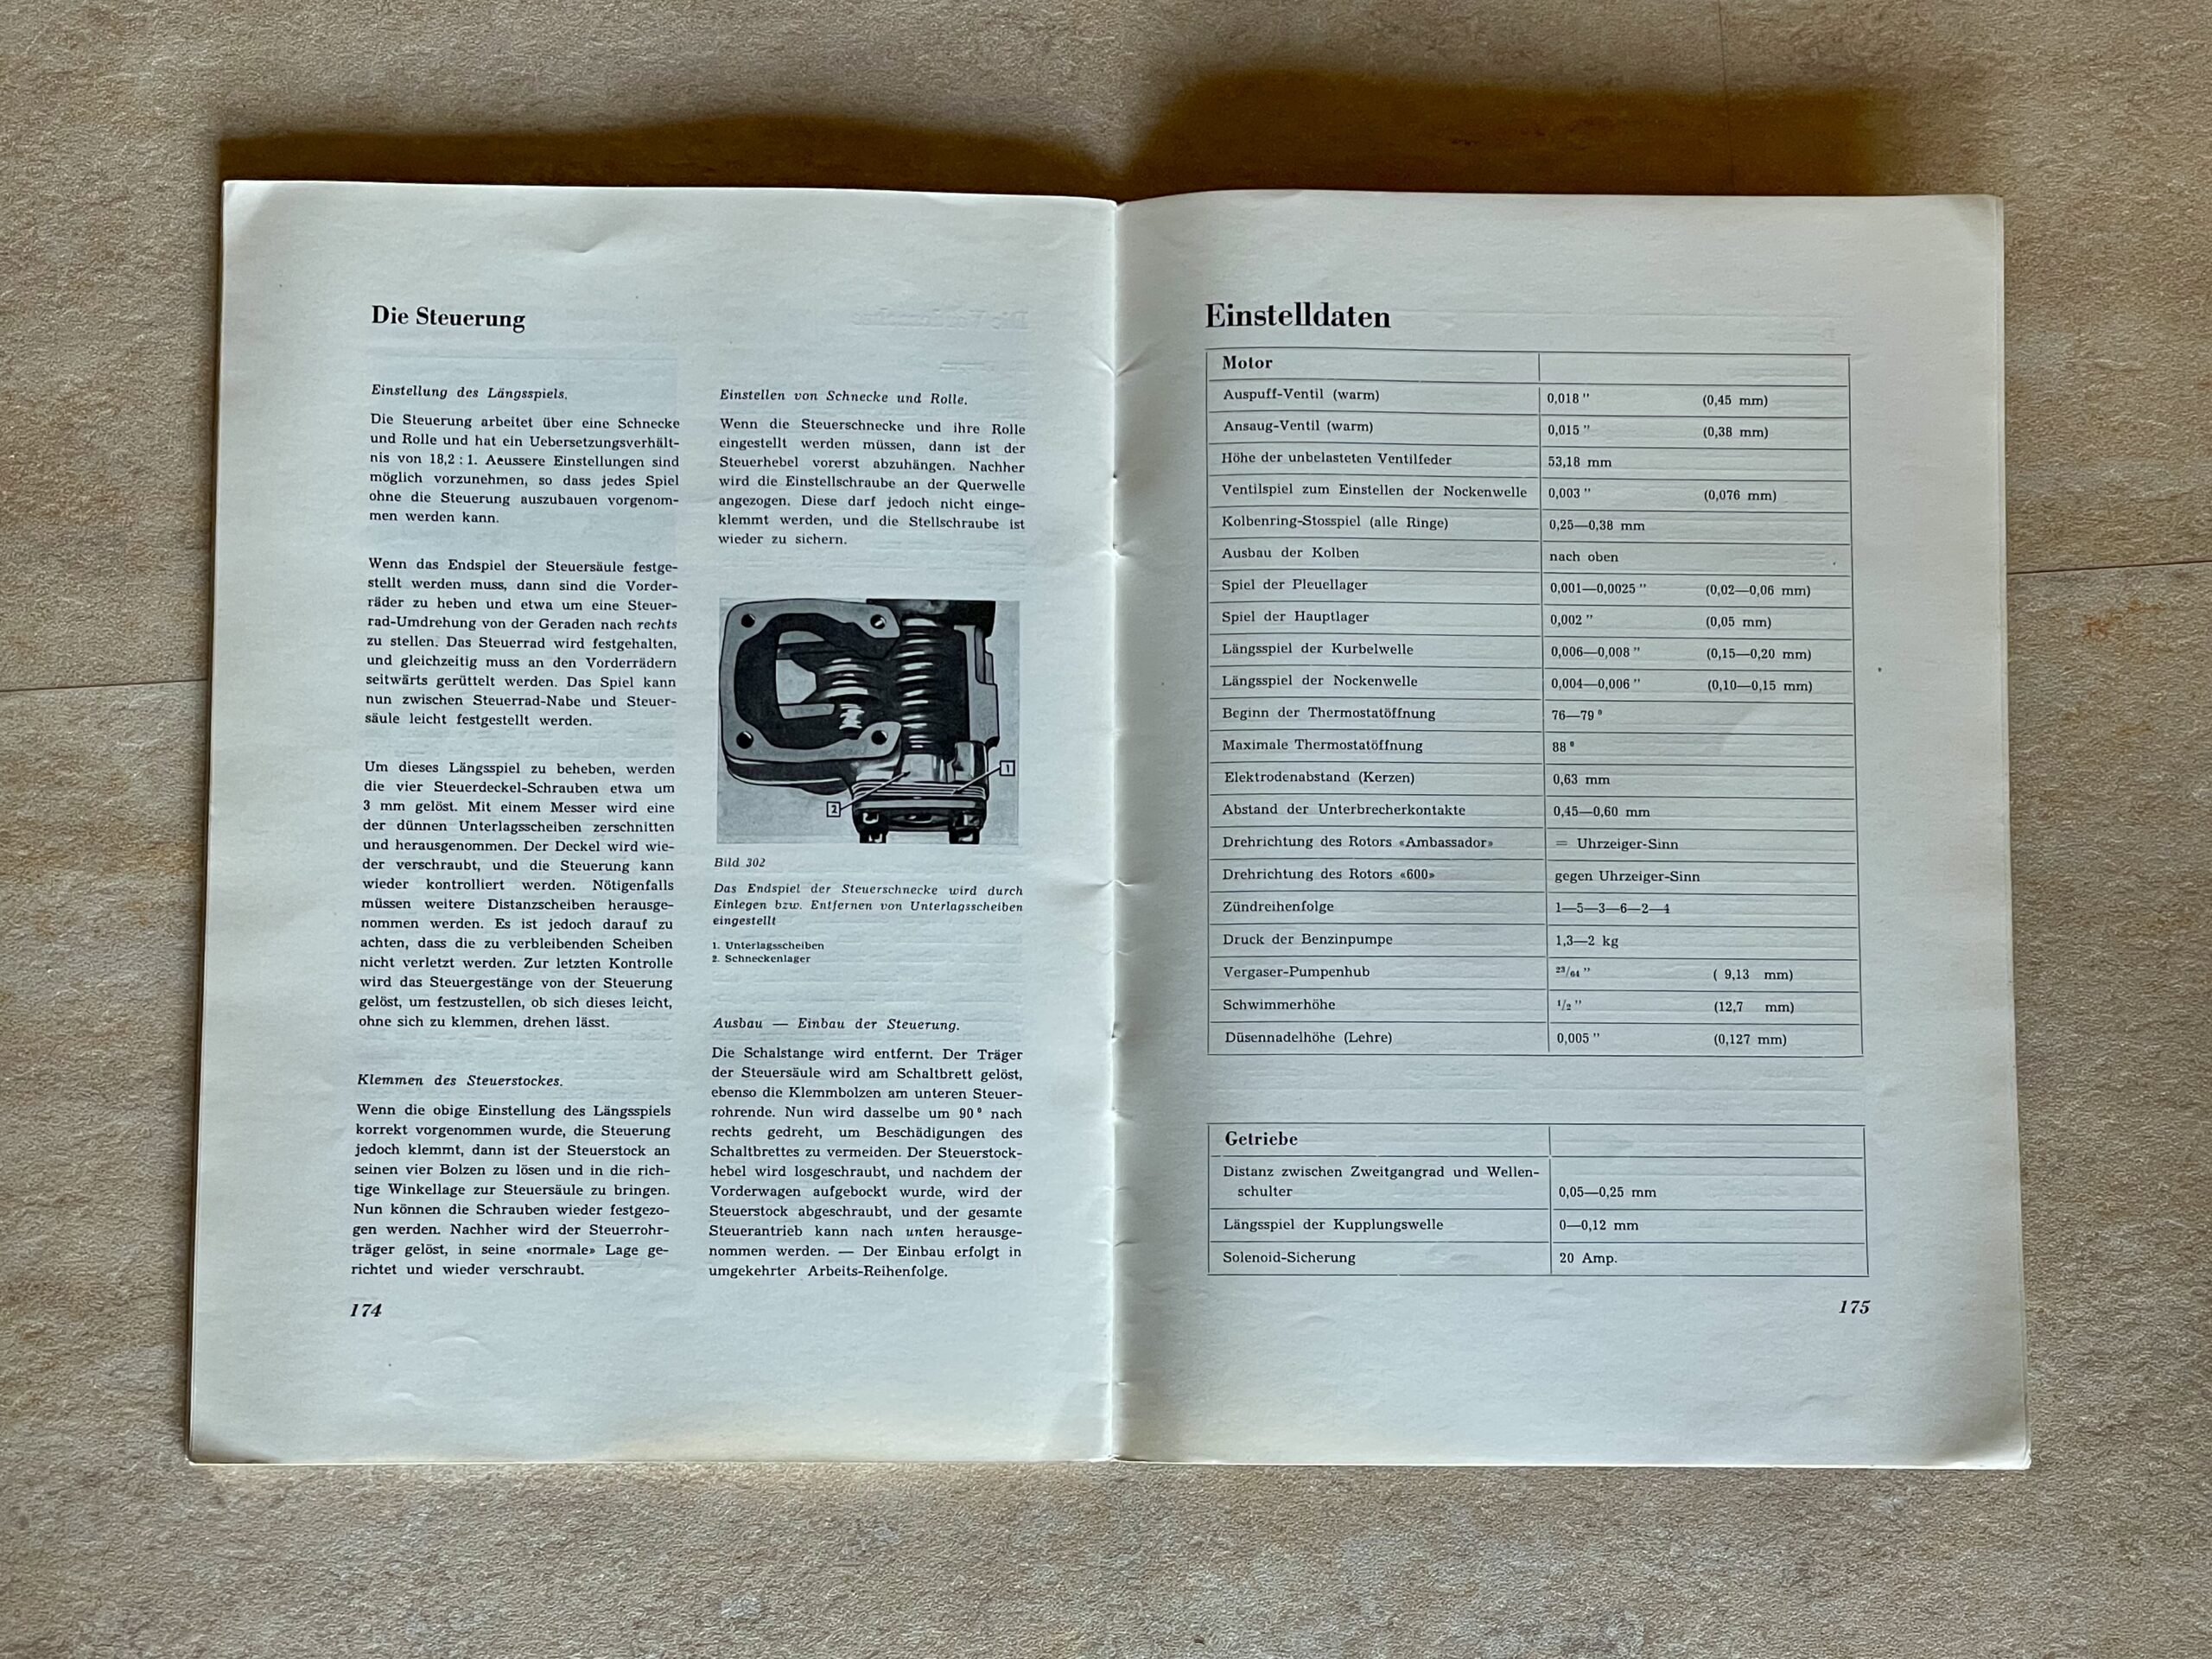 Die Steuerung
Einstellung des Längsspiels.
Die Steuerung arbeitet über eine Schnecke
und Rolle und hat ein Uebersetzungsverhält-
nis von 18,2 : 1. Aeussere Einstellungen sind
möglich vorzunehmen, so dass jedes Spiel
ohne die Steuerung auszubauen vorgenom-
men werden kann.
Wenn das Endspiel der Steuersäule festge-
stellt werden muss, dann sind die Vorder-
räder zu heben und etwa um eine Steuer-
rad-Umdrehung von der Geraden nach rechts
zu stellen. Das Steuerrad wird festgehalten,
und gleichzeitig muss an den Vorderrädern
seitwärts gerüttelt werden. Das Spiel kann
nun zwischen Steuerrad-Nabe und Steuer-
säule leicht festgestellt werden.
Um dieses Längsspiel zu beheben, werden
die vier Steuerdeckel-Schrauben etwa um
3 mm gelöst. Mit einem Messer wird eine
der dünnen Unterlagsscheiben zerschnitten
und herausgenommen. Der Deckel wird wie-
der verschraubt, und die Steuerung kann
wieder kontrolliert werden. Nötigenfalls
müssen weitere Distanzscheiben herausge-
nommen werden. Es ist jedoch darauf zu
achten, dass die zu verbleibenden Scheiben
nicht verletzt werden. Zur letzten Kontrolle
wird das Steuergestänge von der Steuerung
gelöst, um festzustellen, ob sich dieses leicht,
ohne sich zu klemmen, drehen lässt.
Klemmen des Steuerstockes.
Wenn die obige Einstellung des Längsspiels
korrekt vorgenommen wurde, die Steuerung
jedoch klemmt, dann ist der Steuerstock an
seinen vier Bolzen zu lösen und in die rich-
tige Winkellage zur Steuersäule zu bringen.
Nun können die Schrauben wieder festgezo-
gen werden. Nachher wird der Steuerrohr-
träger gelöst, in seine «normale» Lage ge-
richtet und wieder verschraubt.
174
Einstellen von Schnecke und Rolle.
Wenn die Steuerschnecke und ihre Rolle
eingestellt werden müssen, dann ist der
Steuerhebel vorerst abzuhängen. Nachher
wird die Einstellschraube an der Querwelle
angezogen. Diese darf jedoch nicht einge-
klemmt werden, und die Stellschraube ist
wieder zu sichern.
1
2
Bild 302
Das Endspiel der Steuerschnecke wird durch
Einlegen bzw. Entfernen von Unterlagsscheiben
eingestellt
1. Unterlagsscheiben
2. Schneckenlager
Ausbau — Einbau der Steuerung.
Die Schalstange wird entfernt. Der Träger
der Steuersäule wird am Schaltbrett gelöst,
ebenso die Klemmbolzen am unteren Steuer-
rohrende. Nun wird dasselbe um 90° nach
rechts gedreht, um Beschädigungen des
Schaltbrettes zu vermeiden. Der Steuerstock-
hebel wird losgeschraubt, und nachdem der
Vorderwagen aufgebockt wurde, wird der
Steuerstock abgeschraubt, und der gesamte
Steuerantrieb kann nach unten herausge-
nommen werden. — Der Einbau erfolgt in
umgekehrter Arbeits-Reihenfolge.
Einstelldaten
Motor
Auspuff-Ventil (warm) 0,018 " (0,45 mm)
Ansaug-Ventil (warm) 0,015 " (0,38 mm)
Höhe der unbelasteten Ventilfeder 53,18 mm
Ventilspiel zum Einstellen der Nockenwelle 0,003 " (0,076 mm)
Kolbenring-Stosspiel (alle Ringe) 0,25—0,38 mm
Ausbau der Kolben nach oben
Spiel der Pleuellager 0,001—0,0025 " (0,02—0,06 mm)
Spiel der Hauptlager 0,002 " (0,05 mm)
Längsspiel der Kurbelwelle 0,006—0,008 " (0,15—0,20 mm)
Längsspiel der Nockenwelle 0,004—0,006 " (0,10—0,15 mm)
Beginn der Thermostatöffnung 76—79°
Maximale Thermostatöffnung 88°
Elektrodenabstand (Kerzen) 0,63 mm
Abstand der Unterbrecherkontakte 0,45—0,60 mm
Drehrichtung des Rotors «Ambassador» = Uhrzeiger-Sinn
Drehrichtung des Rotors «600» gegen Uhrzeiger-Sinn
Zündreihenfolge 1—5—3—6—2—4
Druck der Benzinpumpe 1,3—2 kg
Vergaser-Pumpenhub 23/64 " ( 9,13 mm)
Schwimmerhöhe 1/2 " (12,7 mm)
Düsennadelhöhe (Lehre) 0,005 " (0,127 mm)
Getriebe
Distanz zwischen Zweitgangrad und Wellen-
schulter 0,05—0,25 mm
Längsspiel der Kupplungswelle 0—0,12 mm
Solenoid-Sicherung 20 Amp.
175